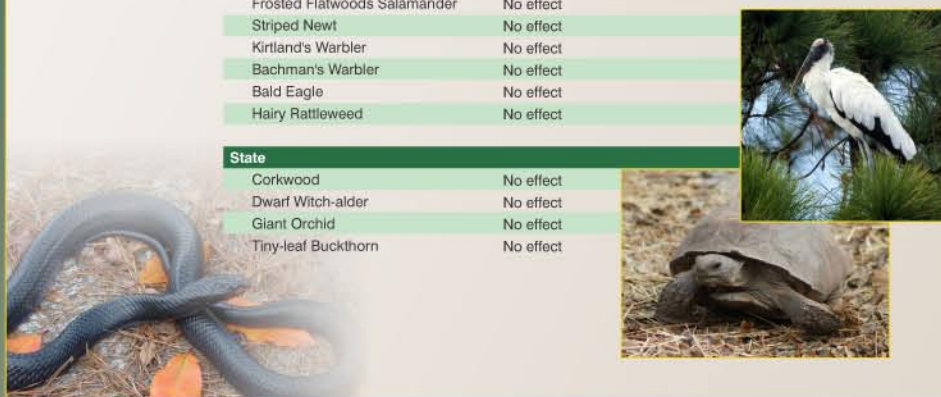 Frosted Flatwoods Salamander No effect
Striped Newt No effect
Kirtland's Warbler No effect
Bachman's Warbler No effect
Bald Eagle No effect
Hairy Rattleweed No effect
State
Corkwood No effect
Dwarf Witch-alder No effect
Giant Orchid No effect
Tiny-leaf Buckthorn No effect